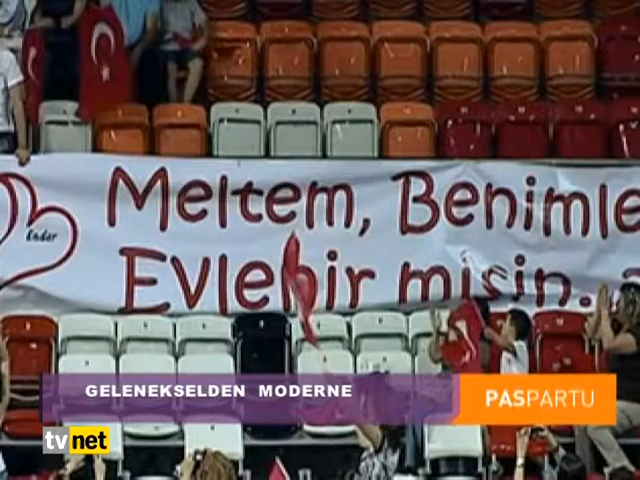 Meltem, Benimle
Evlenir misin.
Ender
GELENEKSELDEN MODERNE
PASPARTU
tvnet